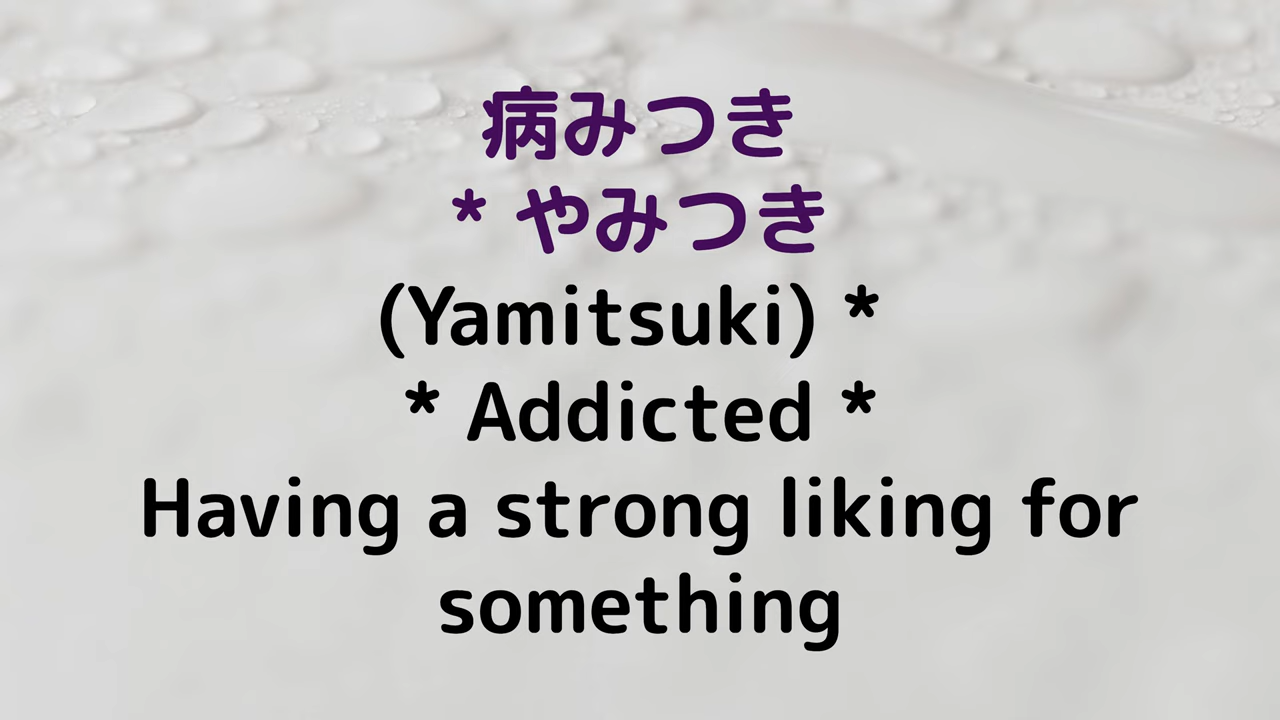 病みつき
* やみつき
(Yamitsuki) *
* Addicted *
Having a strong liking for
something